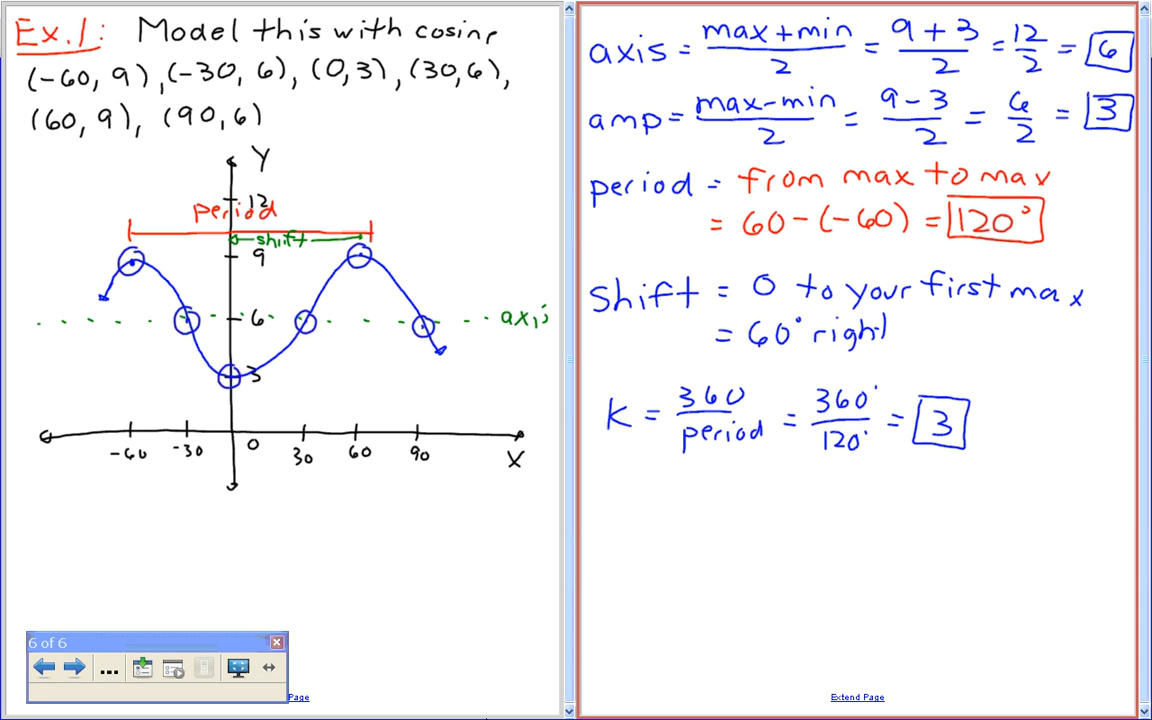 Ex.1: Model this with cosine
(-60, 9), (-30, 6), (0,3), (30,6),
(60, 9), (90,6)
Y
12
period
shift
9
6
axis
3
-60 -30 0 30 60 90
X
6 of 6
...
Page
axis = max+min / 2 = 9+3 / 2 = 12 / 2 = 6
amp = max-min / 2 = 9-3 / 2 = 6 / 2 = 3
period = from max to max
= 60-(-60) = 120°
Shift = 0 to your first max
= 60° right
K = 360 / period = 360° / 120° = 3
Extend Page